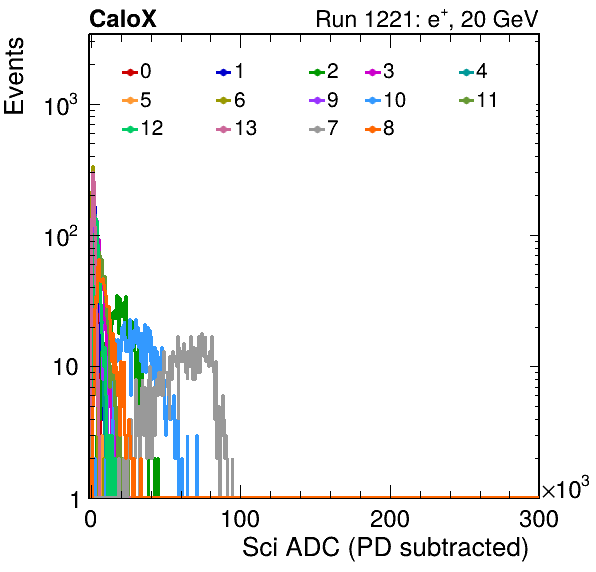 CaloX Run 1221: e⁺, 20 GeV
Events
0 1 2 3 4
5 6 9 10 11
12 13 7 8
10³
10²
10
1
0 100 200 300
×10³
Sci ADC (PD subtracted)